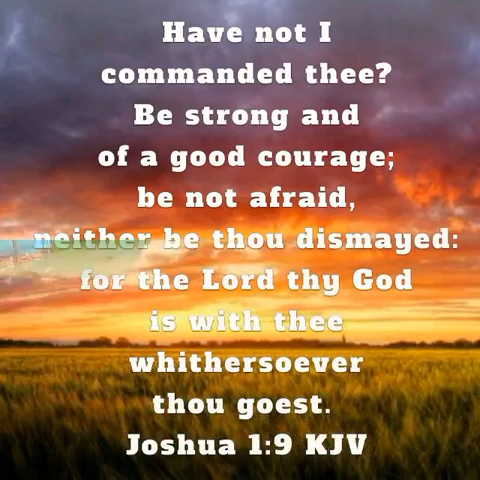 Have not I
commanded thee?
Be strong and
of a good courage;
be not afraid,
neither be thou dismayed:
for the Lord thy God
is with thee
whithersoever
thou goest.
Joshua 1:9 KJV